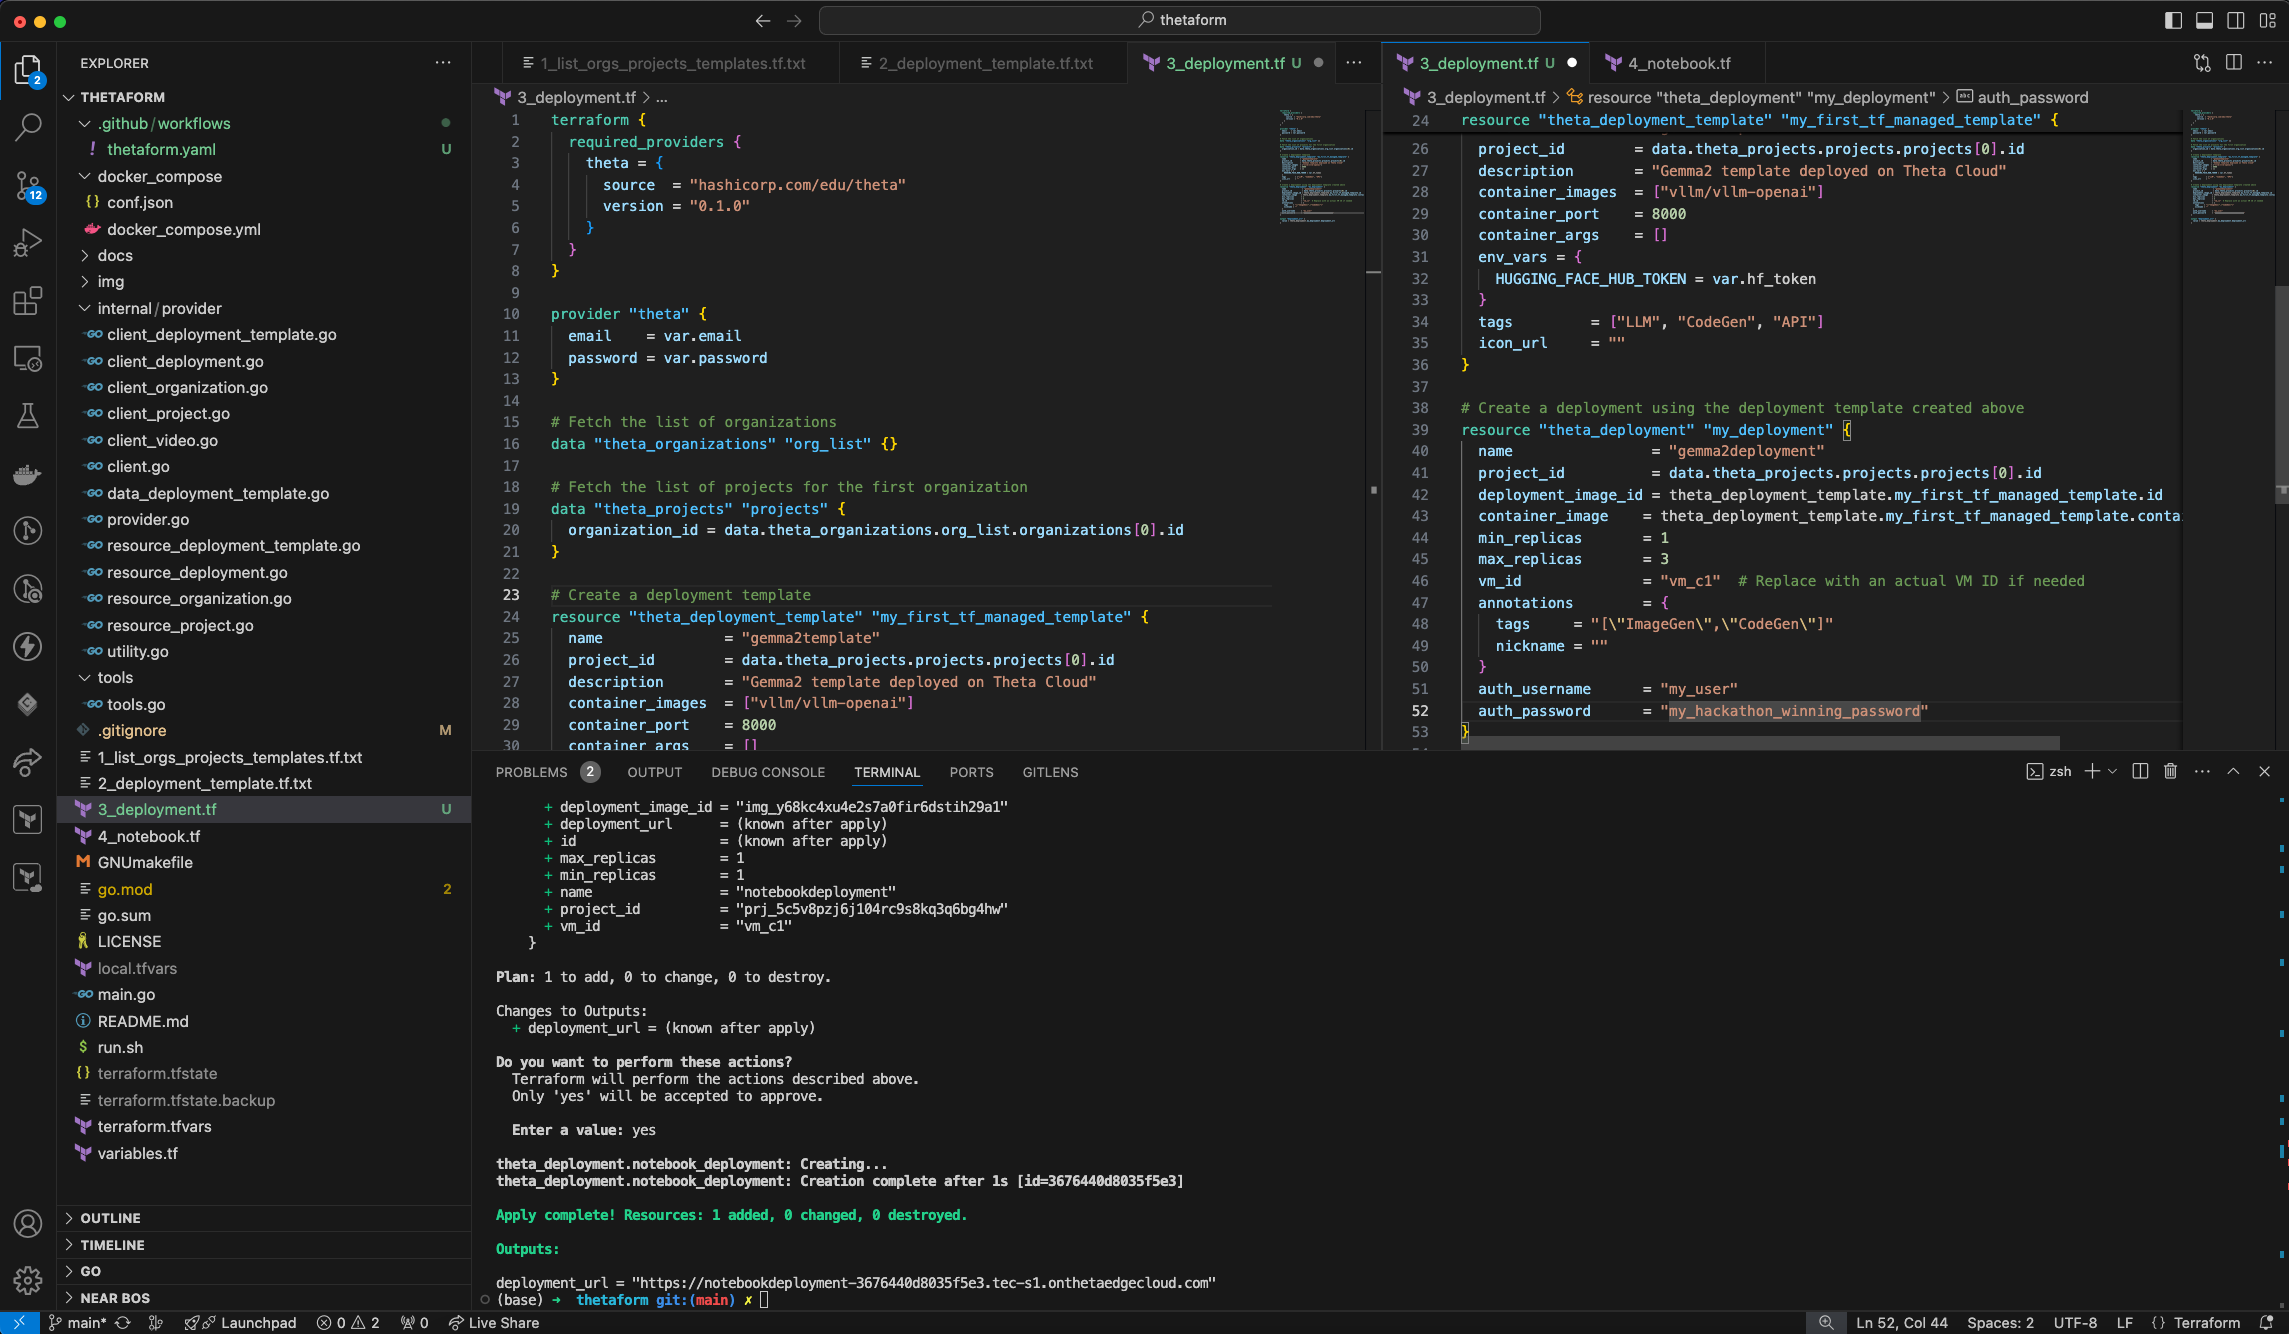 thetaform
2
12
EXPLORER
THETAFORM
.github/workflows
! thetaform.yaml U
docker_compose
{} conf.json
docker_compose.yml
docs
img
internal/provider
GO client_deployment_template.go
GO client_deployment.go
GO client_organization.go
GO client_project.go
GO client_video.go
GO client.go
GO data_deployment_template.go
GO provider.go
GO resource_deployment_template.go
GO resource_deployment.go
GO resource_organization.go
GO resource_project.go
GO utility.go
tools
GO tools.go
.gitignore M
1_list_orgs_projects_templates.tf.txt
2_deployment_template.tf.txt
3_deployment.tf U
4_notebook.tf
M GNUmakefile
go.mod 2
go.sum
LICENSE
local.tfvars
GO main.go
README.md
$ run.sh
{} terraform.tfstate
terraform.tfstate.backup
terraform.tfvars
variables.tf
OUTLINE
TIMELINE
GO
NEAR BOS
1_list_orgs_projects_templates.tf.txt
2_deployment_template.tf.txt
3_deployment.tf U
3_deployment.tf > ...
1 terraform {
2 required_providers {
3 theta = {
4 source = "hashicorp.com/edu/theta"
5 version = "0.1.0"
6 }
7 }
8 }
9
10 provider "theta" {
11 email = var.email
12 password = var.password
13 }
14
15 # Fetch the list of organizations
16 data "theta_organizations" "org_list" {}
17
18 # Fetch the list of projects for the first organization
19 data "theta_projects" "projects" {
20 organization_id = data.theta_organizations.org_list.organizations[0].id
21 }
22
23 # Create a deployment template
24 resource "theta_deployment_template" "my_first_tf_managed_template" {
25 name = "gemma2template"
26 project_id = data.theta_projects.projects.projects[0].id
27 description = "Gemma2 template deployed on Theta Cloud"
28 container_images = ["vllm/vllm-openai"]
29 container_port = 8000
30 container_args = []
3_deployment.tf U
4_notebook.tf
3_deployment.tf > resource "theta_deployment" "my_deployment" > abc auth_password
24 resource "theta_deployment_template" "my_first_tf_managed_template" {
26 project_id = data.theta_projects.projects.projects[0].id
27 description = "Gemma2 template deployed on Theta Cloud"
28 container_images = ["vllm/vllm-openai"]
29 container_port = 8000
30 container_args = []
31 env_vars = {
32 HUGGING_FACE_HUB_TOKEN = var.hf_token
33 }
34 tags = ["LLM", "CodeGen", "API"]
35 icon_url = ""
36 }
37
38 # Create a deployment using the deployment template created above
39 resource "theta_deployment" "my_deployment" {
40 name = "gemma2deployment"
41 project_id = data.theta_projects.projects.projects[0].id
42 deployment_image_id = theta_deployment_template.my_first_tf_managed_template.id
43 container_image = theta_deployment_template.my_first_tf_managed_template.conta
44 min_replicas = 1
45 max_replicas = 3
46 vm_id = "vm_c1" # Replace with an actual VM ID if needed
47 annotations = {
48 tags = "[\"ImageGen\",\"CodeGen\"]"
49 nickname = ""
50 }
51 auth_username = "my_user"
52 auth_password = "my_hackathon_winning_password"
53 }
PROBLEMS 2 OUTPUT DEBUG CONSOLE TERMINAL PORTS GITLENS
zsh
+ deployment_image_id = "img_y68kc4xu4e2s7a0fir6dstih29a1"
+ deployment_url = (known after apply)
+ id = (known after apply)
+ max_replicas = 1
+ min_replicas = 1
+ name = "notebookdeployment"
+ project_id = "prj_5c5v8pzj6j104rc9s8kq3q6bg4hw"
+ vm_id = "vm_c1"
}
Plan: 1 to add, 0 to change, 0 to destroy.
Changes to Outputs:
+ deployment_url = (known after apply)
Do you want to perform these actions?
Terraform will perform the actions described above.
Only 'yes' will be accepted to approve.
Enter a value: yes
theta_deployment.notebook_deployment: Creating...
theta_deployment.notebook_deployment: Creation complete after 1s [id=3676440d8035f5e3]
Apply complete! Resources: 1 added, 0 changed, 0 destroyed.
Outputs:
deployment_url = "https://notebookdeployment-3676440d8035f5e3.tec-s1.onthetaedgecloud.com"
(base) → thetaform git:(main) ✗
main* Launchpad 0 2 0 Live Share
Ln 52, Col 44 Spaces: 2 UTF-8 LF {} Terraform